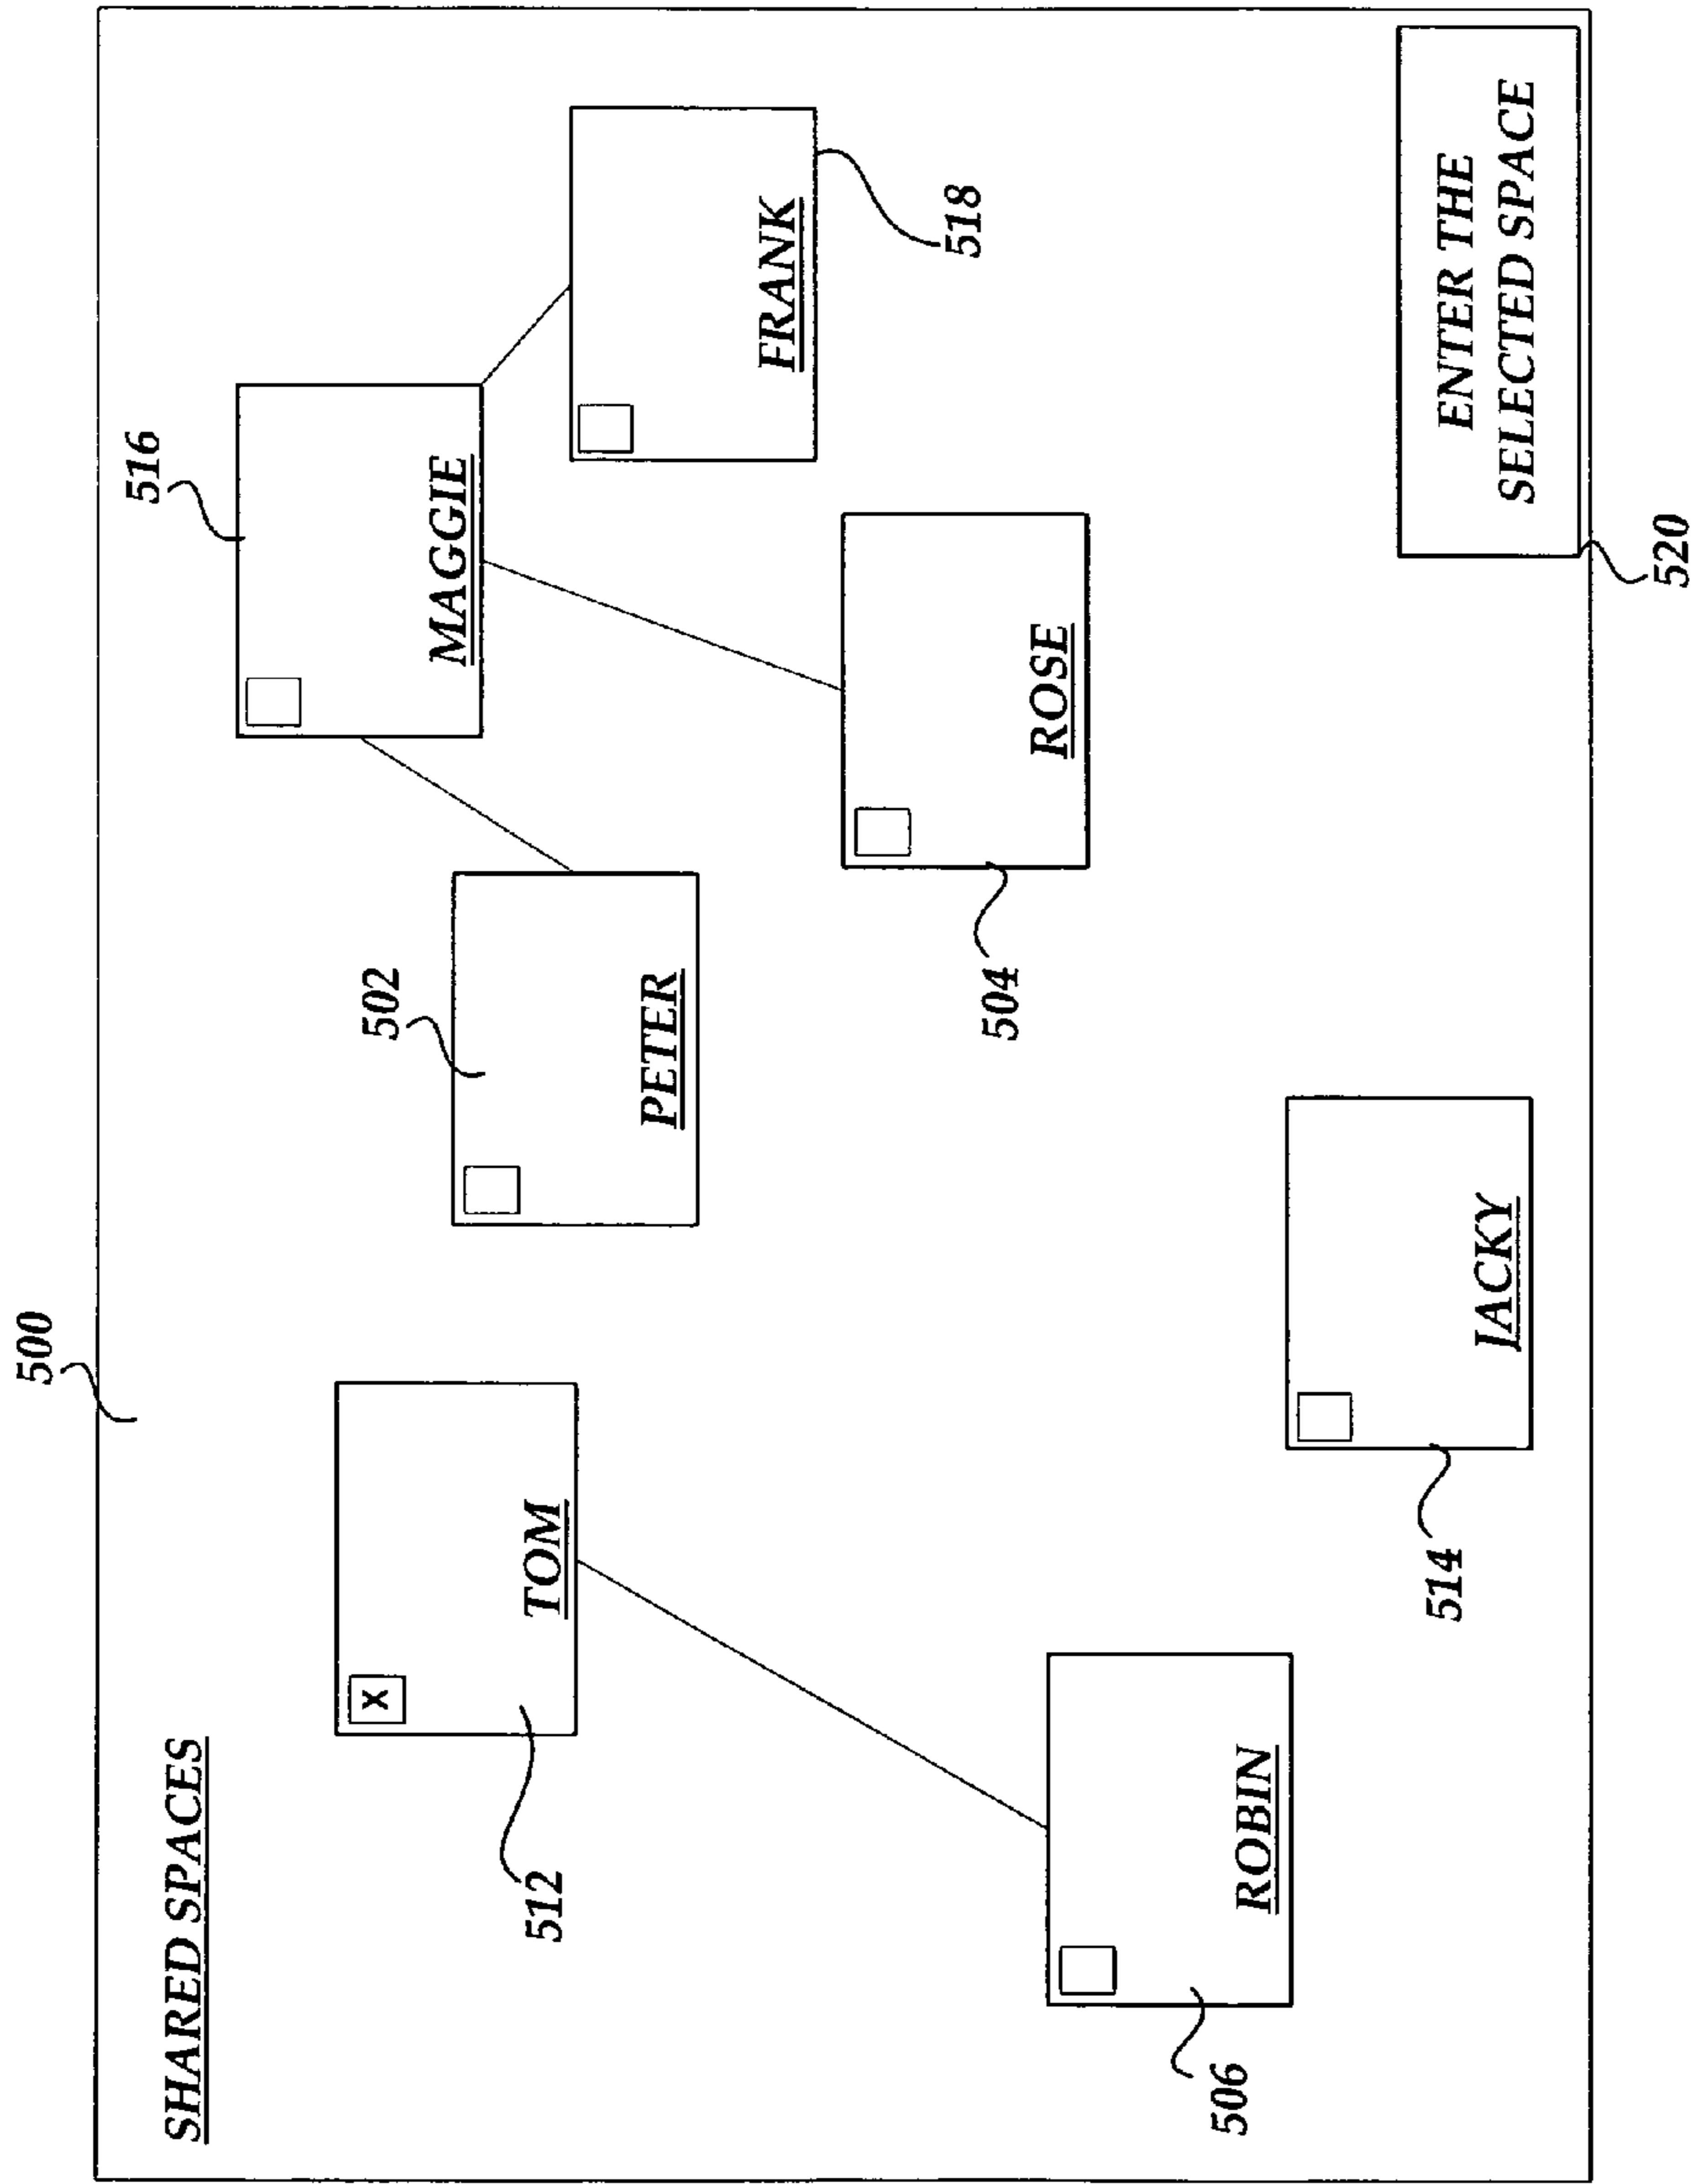 500
SHARED SPACES
516
MAGGIE
X
TOM
512
502
PETER
FRANK
518
ROSE
504
ROBIN
506
JACKY
514
ENTER THE
SELECTED SPACE
520